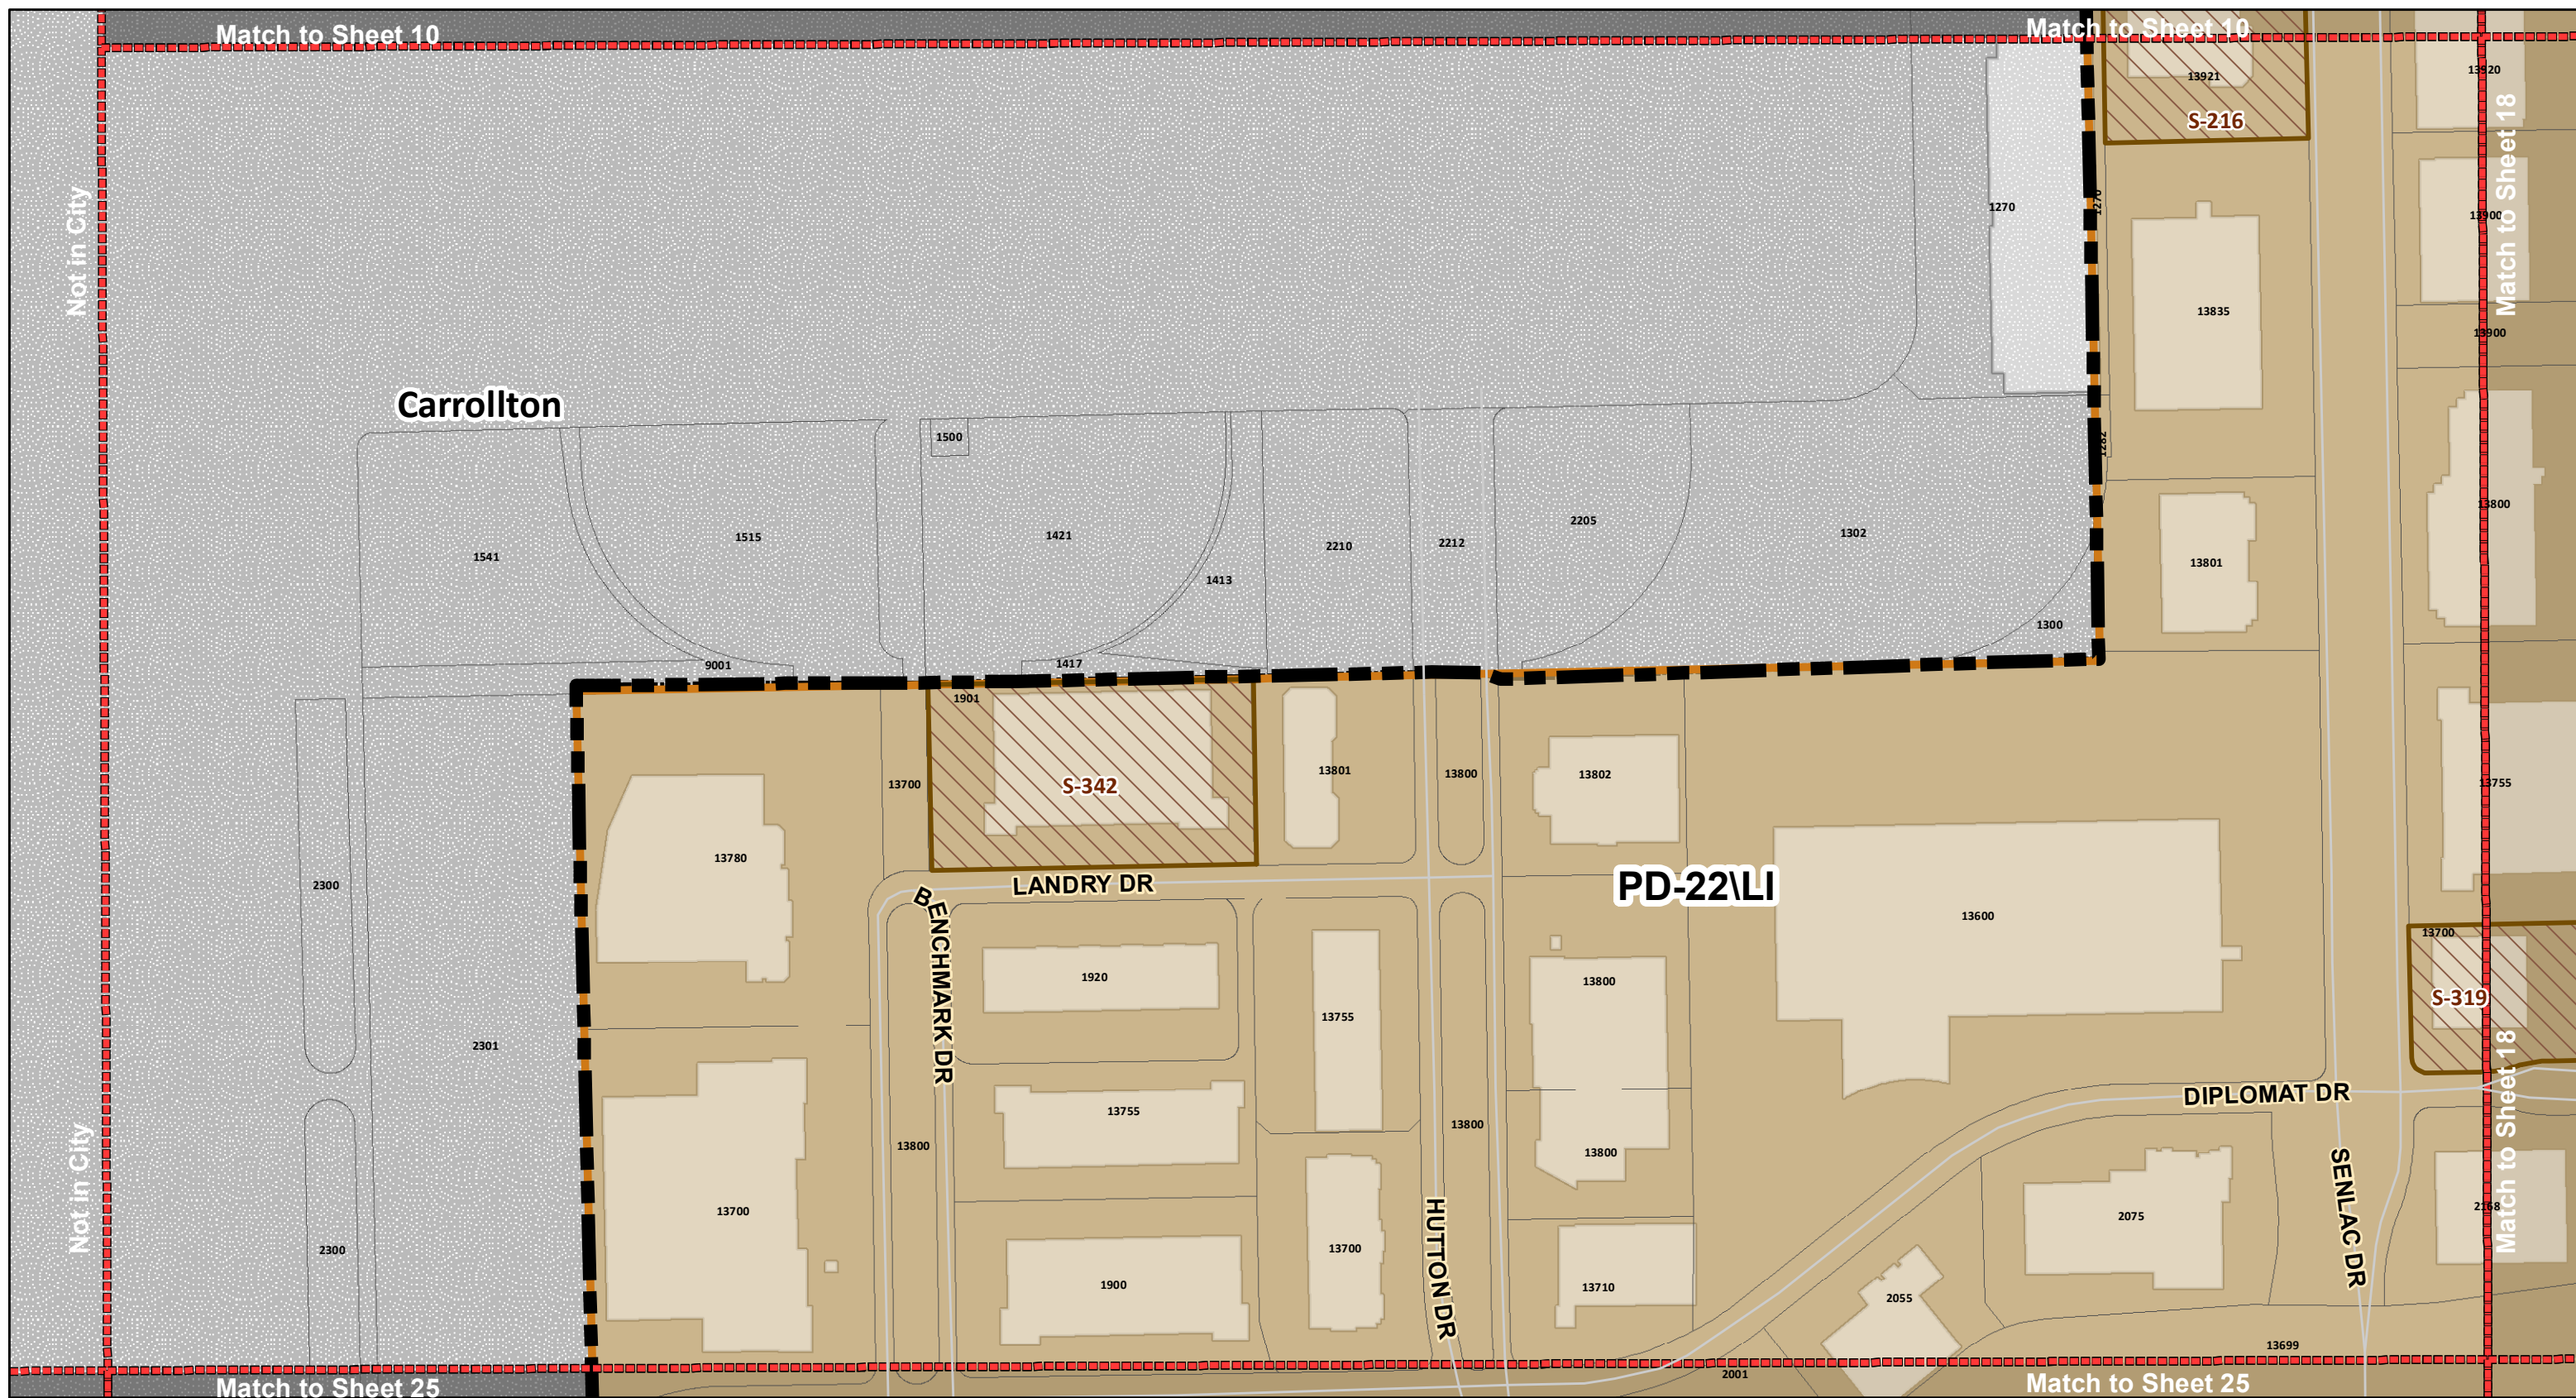 Match to Sheet 10
Match to Sheet 10
13921
13920
S-216
Match to Sheet 18
Not in City
1270
1270
13900
13835
13900
Carrollton
1500
1282
13800
1541
1515
1421
2210
2212
2205
1302
13801
1413
1300
9001
1417
1901
13700
S-342
13801
13800
13802
13755
13780
2300
LANDRY DR
PD-22\LI
BENCHMARK DR
13600
13700
1920
13800
S-319
13755
2301
Match to Sheet 18
DIPLOMAT DR
13755
13800
13800
13800
Not in City
SENLAC DR
2168
13700
2075
HUTTON DR
2300
13700
1900
13710
2055
13699
2001
Match to Sheet 25
Match to Sheet 25